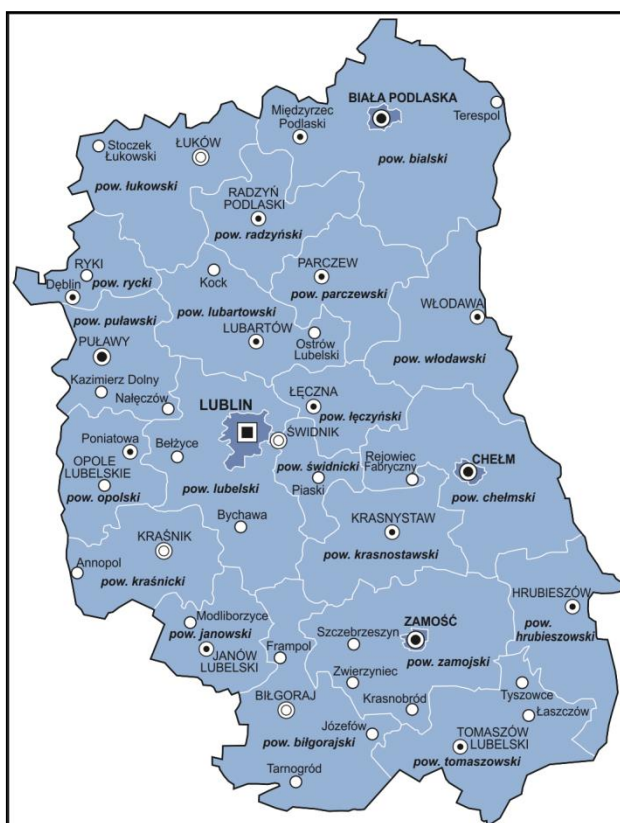 BIAŁA PODLASKA
Międzyrzec
Podlaski
Terespol
Stoczek
Łukowski
ŁUKÓW
pow. bialski
pow. łukowski
RADZYŃ
PODLASKI
pow. radzyński
RYKI
pow. rycki
Dęblin
Kock
PARCZEW
pow. parczewski
WŁODAWA
pow. puławski
pow. lubartowski
LUBARTÓW
Ostrów
Lubelski
pow. włodawski
PUŁAWY
Kazimierz Dolny
Nałęczów
LUBLIN
ŁĘCZNA
pow. łęczyński
ŚWIDNIK
Poniatowa
Bełżyce
OPOLE
LUBELSKIE
pow. opolski
pow. lubelski
pow. świdnicki
Piaski
Rejowiec
Fabryczny
CHEŁM
pow. chełmski
Bychawa
KRASNYSTAW
pow. krasnostawski
KRAŚNIK
Annopol
pow. kraśnicki
HRUBIESZÓW
pow.
hrubieszowski
Modliborzyce
pow. janowski
JANÓW
LUBELSKI
Frampol
Szczebrzeszyn
ZAMOŚĆ
pow. zamojski
Zwierzyniec
Krasnobród
Tyszowce
Łaszczów
BIŁGORAJ
Józefów
pow. biłgorajski
TOMASZÓW
LUBELSKI
pow. tomaszowski
Tarnogród